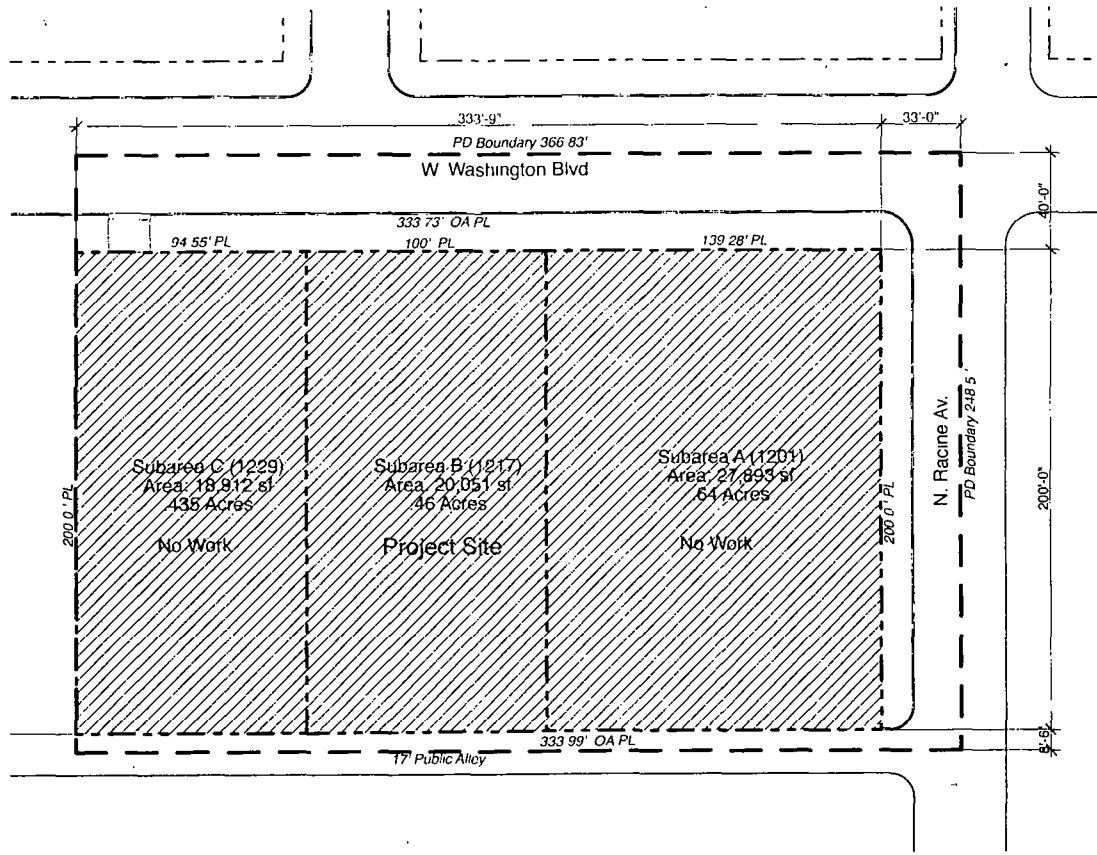 333'-9"
33'-0"
PD Boundary 366 83'
W Washington Blvd
40'-0"
333 73' OA PL
94 55' PL
100' PL
139 28' PL
Subarea C (1229)
Area: 18,912 sf
.435 Acres
No Work
Subarea B (1217)
Area, 20,051 sf
.46 Acres
Project Site
Subarea A (1201)
Area: 27,893 sf
.64 Acres
No Work
200 0' PL
200 0' PL
N. Racine Av.
PD Boundary 248 5'
200'-0"
333 99' OA PL
17' Public Alley
8'-6"